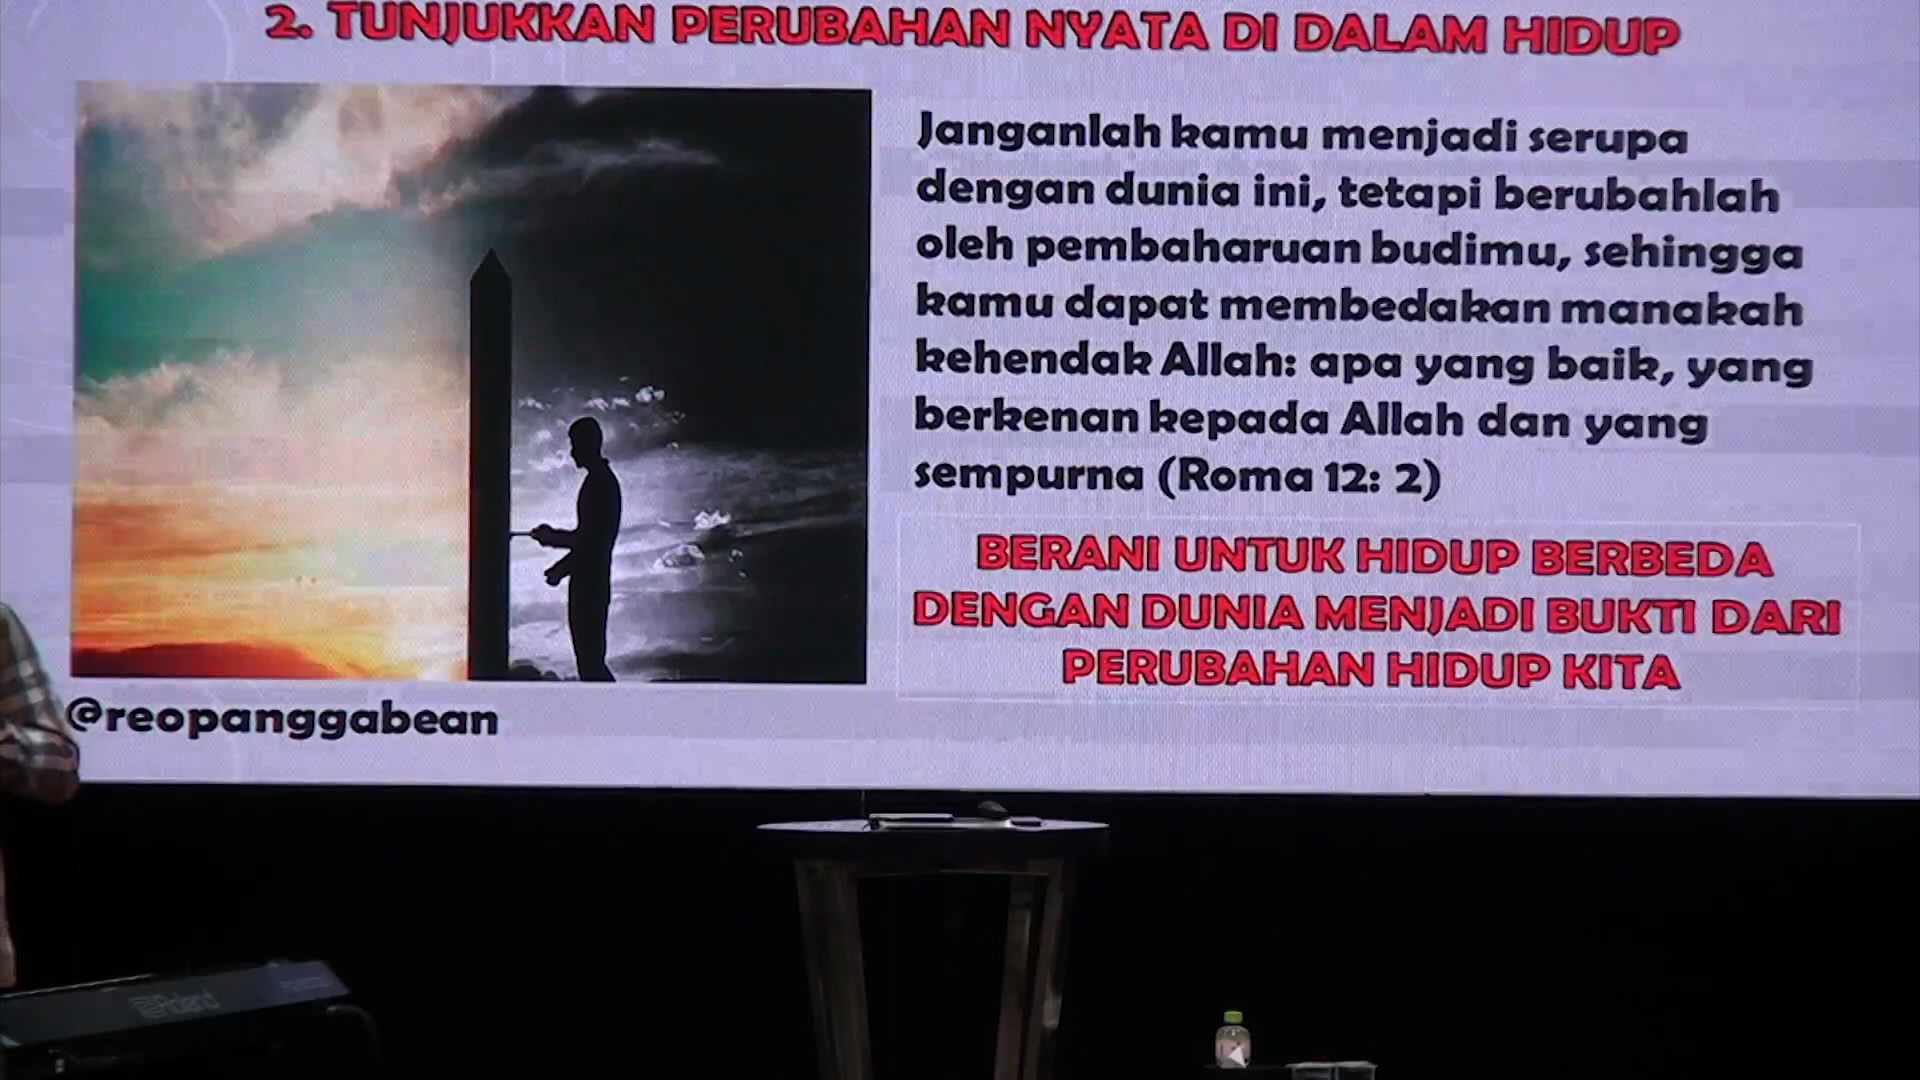 2. TUNJUKKAN PERUBAHAN NYATA DI DALAM HIDUP
Janganlah kamu menjadi serupa
dengan dunia ini, tetapi berubahlah
oleh pembaharuan budimu, sehingga
kamu dapat membedakan manakah
kehendak Allah: apa yang baik, yang
berkenan kepada Allah dan yang
sempurna (Roma 12: 2)
BERANI UNTUK HIDUP BERBEDA
DENGAN DUNIA MENJADI BUKTI DARI
PERUBAHAN HIDUP KITA
@reopanggabean
Roland